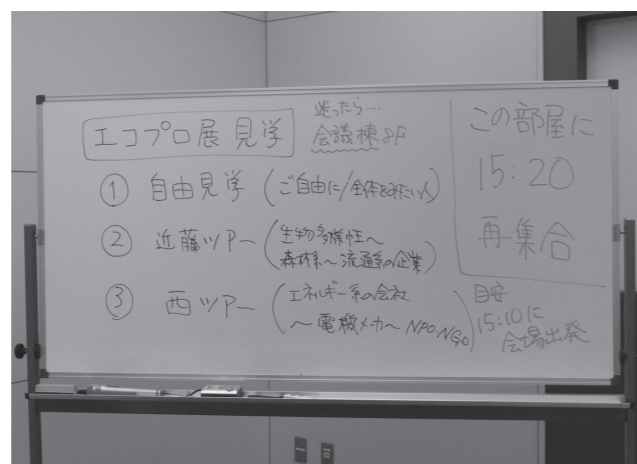 エコプロ展見学
迷ったら…
会議棟8F
① 自由見学 (ご自由に/全体をみたい人)
② 近藤ツアー (生物多様性〜
森林系〜流通系の企業)
③ 西ツアー (エネルギー系の会社
〜電機メーカー NPO・NGO)
この部屋に
15:20
再集合
目安
15:10に
会場出発